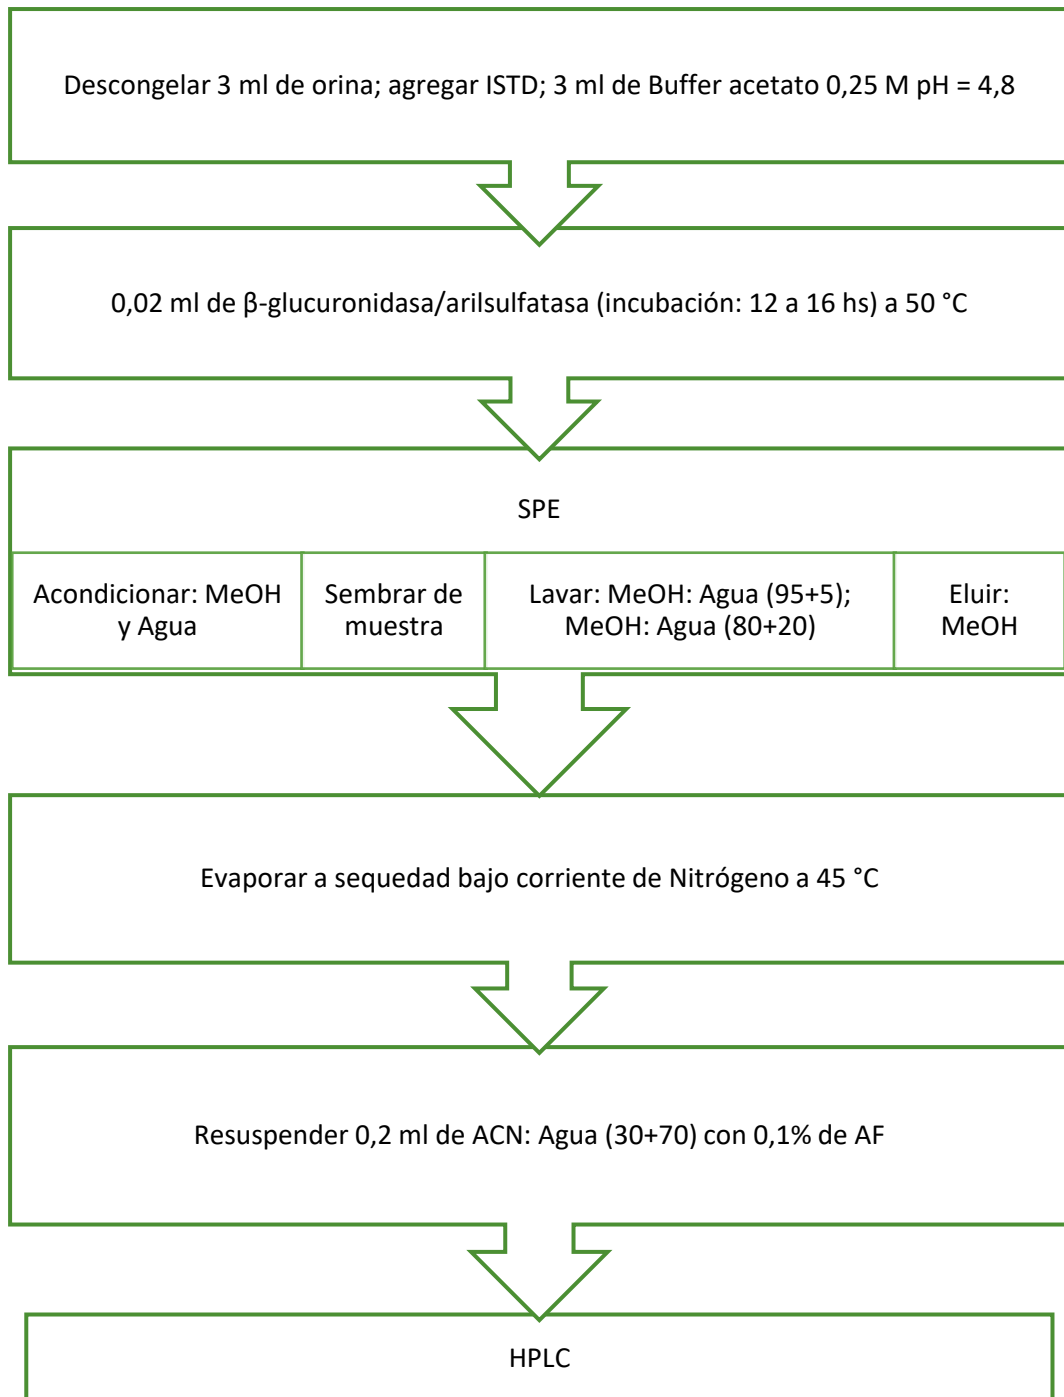 Descongelar 3 ml de orina; agregar ISTD; 3 ml de Buffer acetato 0,25 M pH = 4,8
0,02 ml de β-glucuronidasa/arilsulfatasa (incubación: 12 a 16 hs) a 50 °C
SPE
Acondicionar: MeOH
y Agua
Sembrar de
muestra
Lavar: MeOH: Agua (95+5);
MeOH: Agua (80+20)
Eluir:
MeOH
Evaporar a sequedad bajo corriente de Nitrógeno a 45 °C
Resuspender 0,2 ml de ACN: Agua (30+70) con 0,1% de AF
HPLC